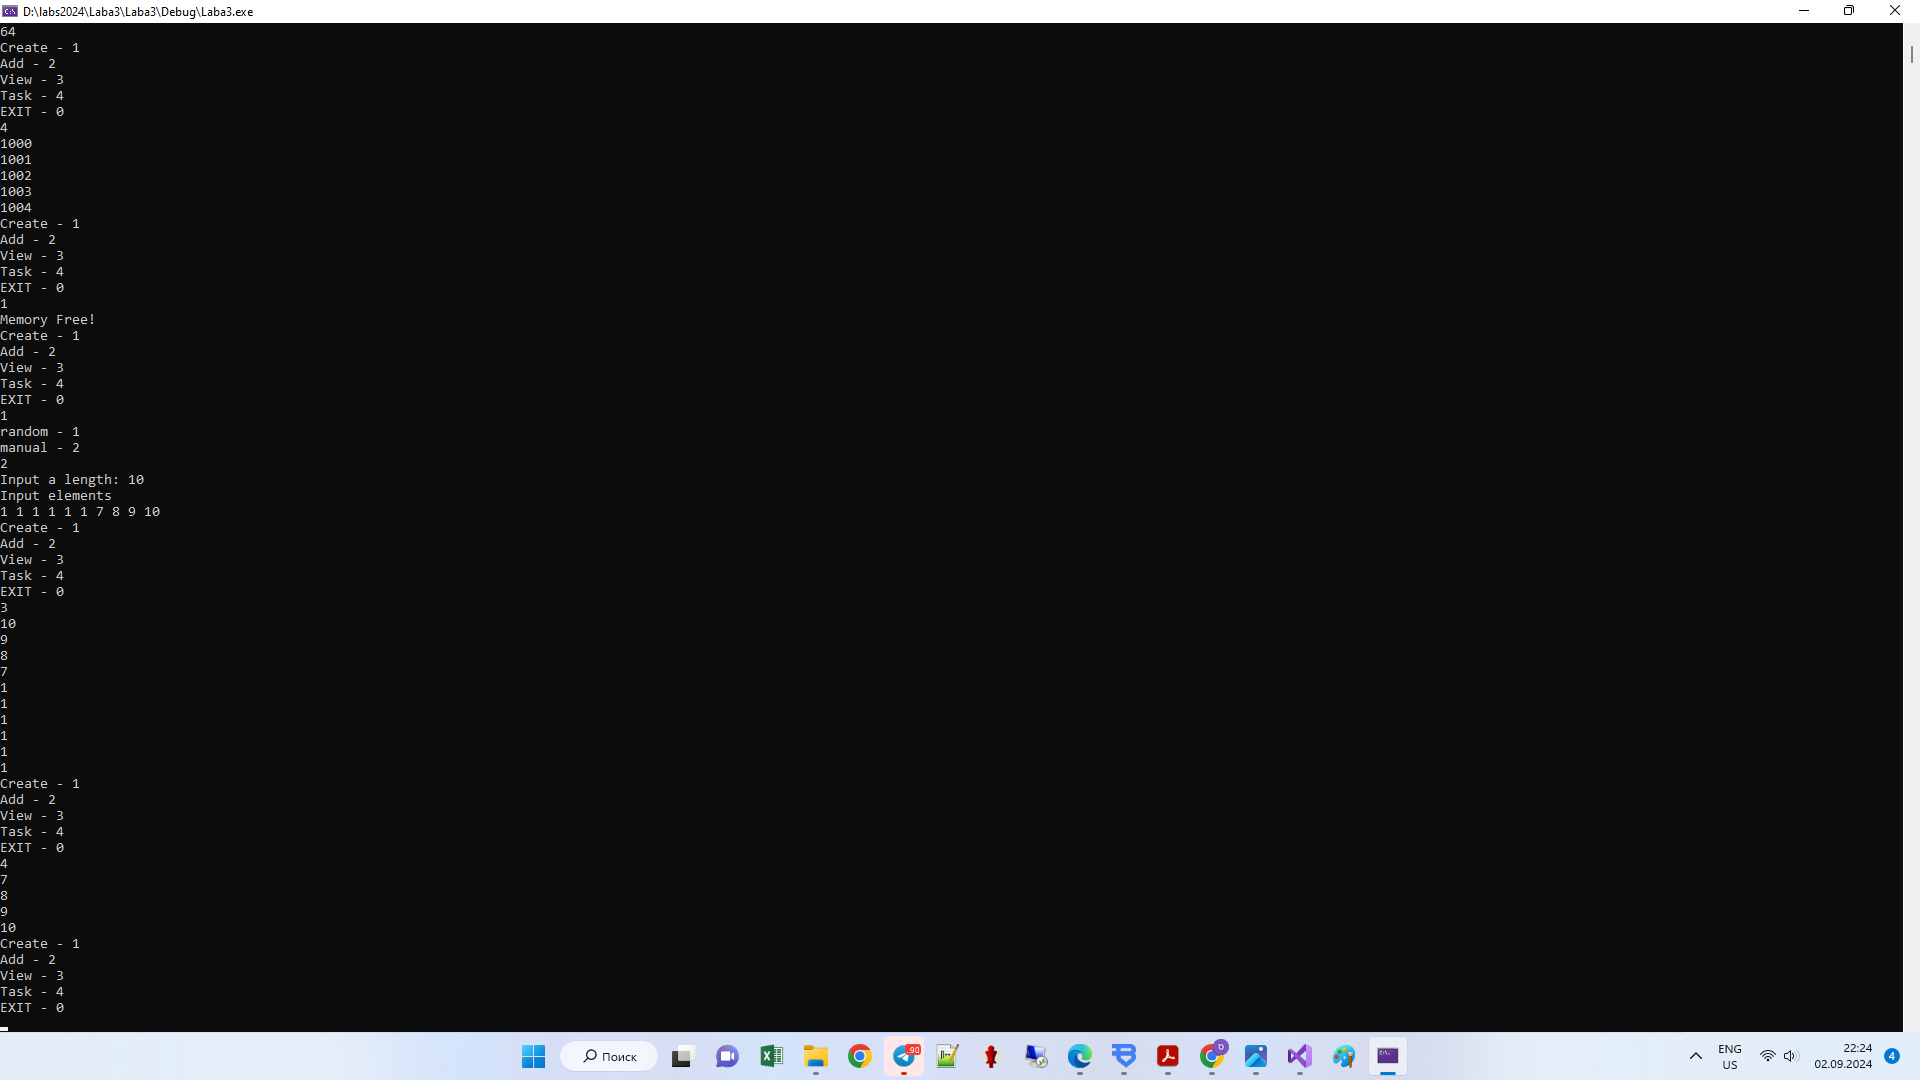 D:\labs2024\Laba3\Laba3\Debug\Laba3.exe
64
Create - 1
Add - 2
View - 3
Task - 4
EXIT - 0
4
1000
1001
1002
1003
1004
Create - 1
Add - 2
View - 3
Task - 4
EXIT - 0
1
Memory Free!
Create - 1
Add - 2
View - 3
Task - 4
EXIT - 0
1
random - 1
manual - 2
2
Input a length: 10
Input elements
1 1 1 1 1 1 7 8 9 10
Create - 1
Add - 2
View - 3
Task - 4
EXIT - 0
3
10
9
8
7
1
1
1
1
1
1
Create - 1
Add - 2
View - 3
Task - 4
EXIT - 0
4
7
8
9
10
Create - 1
Add - 2
View - 3
Task - 4
EXIT - 0
Поиск
90
D
ENG
US
22:24
02.09.2024
4